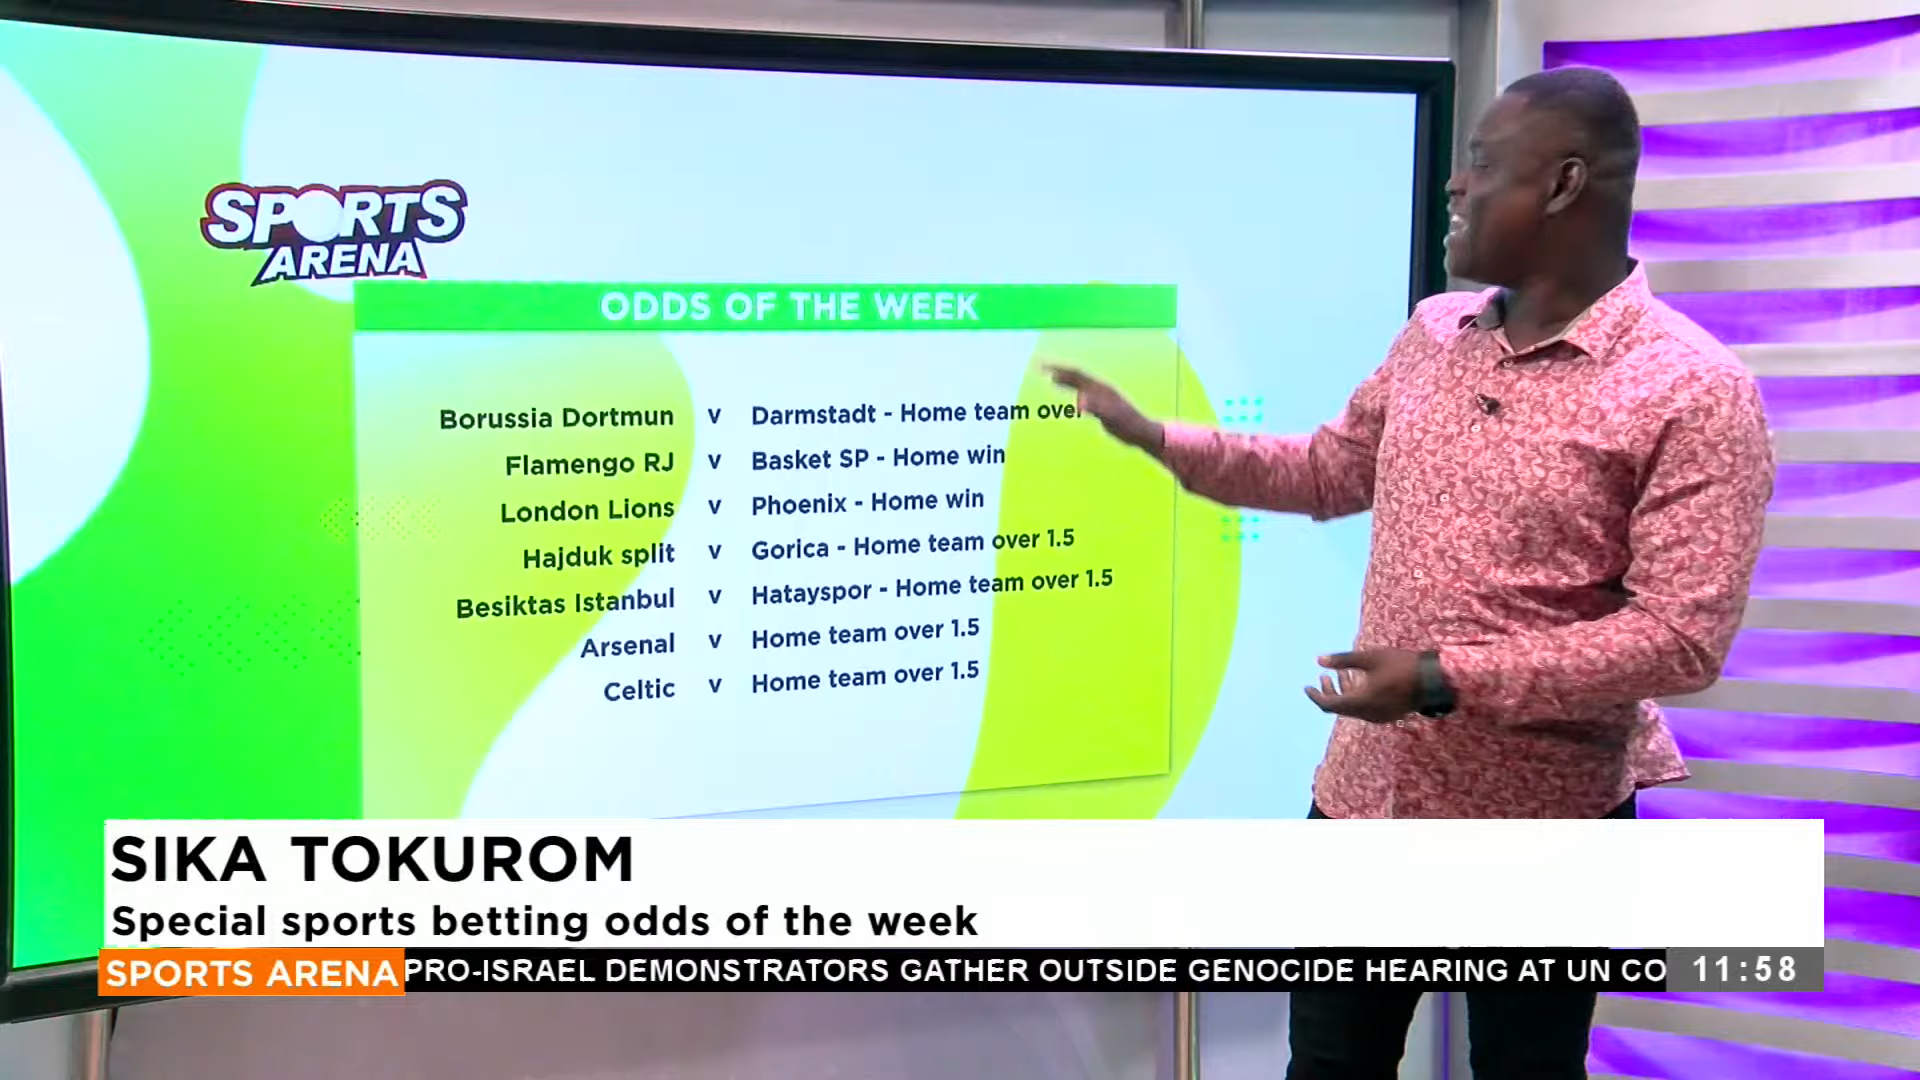 SPORTS
ARENA
ODDS OF THE WEEK
Borussia Dortmun v Darmstadt - Home team over
Flamengo RJ v Basket SP - Home win
London Lions v Phoenix - Home win
Hajduk split v Gorica - Home team over 1.5
Besiktas Istanbul v Hatayspor - Home team over 1.5
Arsenal v Home team over 1.5
Celtic v Home team over 1.5
SIKA TOKUROM
Special sports betting odds of the week
SPORTS ARENA PRO-ISRAEL DEMONSTRATORS GATHER OUTSIDE GENOCIDE HEARING AT UN CO 11:58